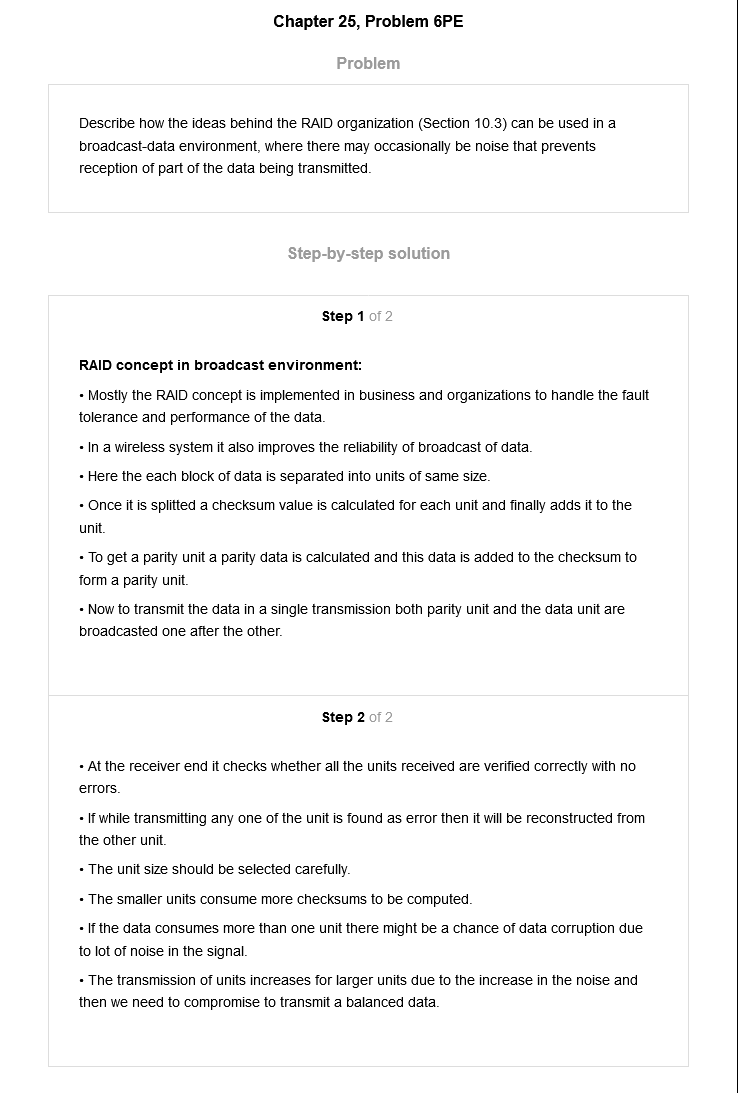 Chapter 25, Problem 6PE
Problem
Describe how the ideas behind the RAID organization (Section 10.3) can be used in a
broadcast-data environment, where there may occasionally be noise that prevents
reception of part of the data being transmitted.
Step-by-step solution
Step 1 of 2
RAID concept in broadcast environment:
• Mostly the RAID concept is implemented in business and organizations to handle the fault
tolerance and performance of the data.
• In a wireless system it also improves the reliability of broadcast of data.
• Here the each block of data is separated into units of same size.
• Once it is splitted a checksum value is calculated for each unit and finally adds it to the
unit.
• To get a parity unit a parity data is calculated and this data is added to the checksum to
form a parity unit.
• Now to transmit the data in a single transmission both parity unit and the data unit are
broadcasted one after the other.
Step 2 of 2
• At the receiver end it checks whether all the units received are verified correctly with no
errors.
• If while transmitting any one of the unit is found as error then it will be reconstructed from
the other unit.
• The unit size should be selected carefully.
• The smaller units consume more checksums to be computed.
• If the data consumes more than one unit there might be a chance of data corruption due
to lot of noise in the signal.
• The transmission of units increases for larger units due to the increase in the noise and
then we need to compromise to transmit a balanced data.